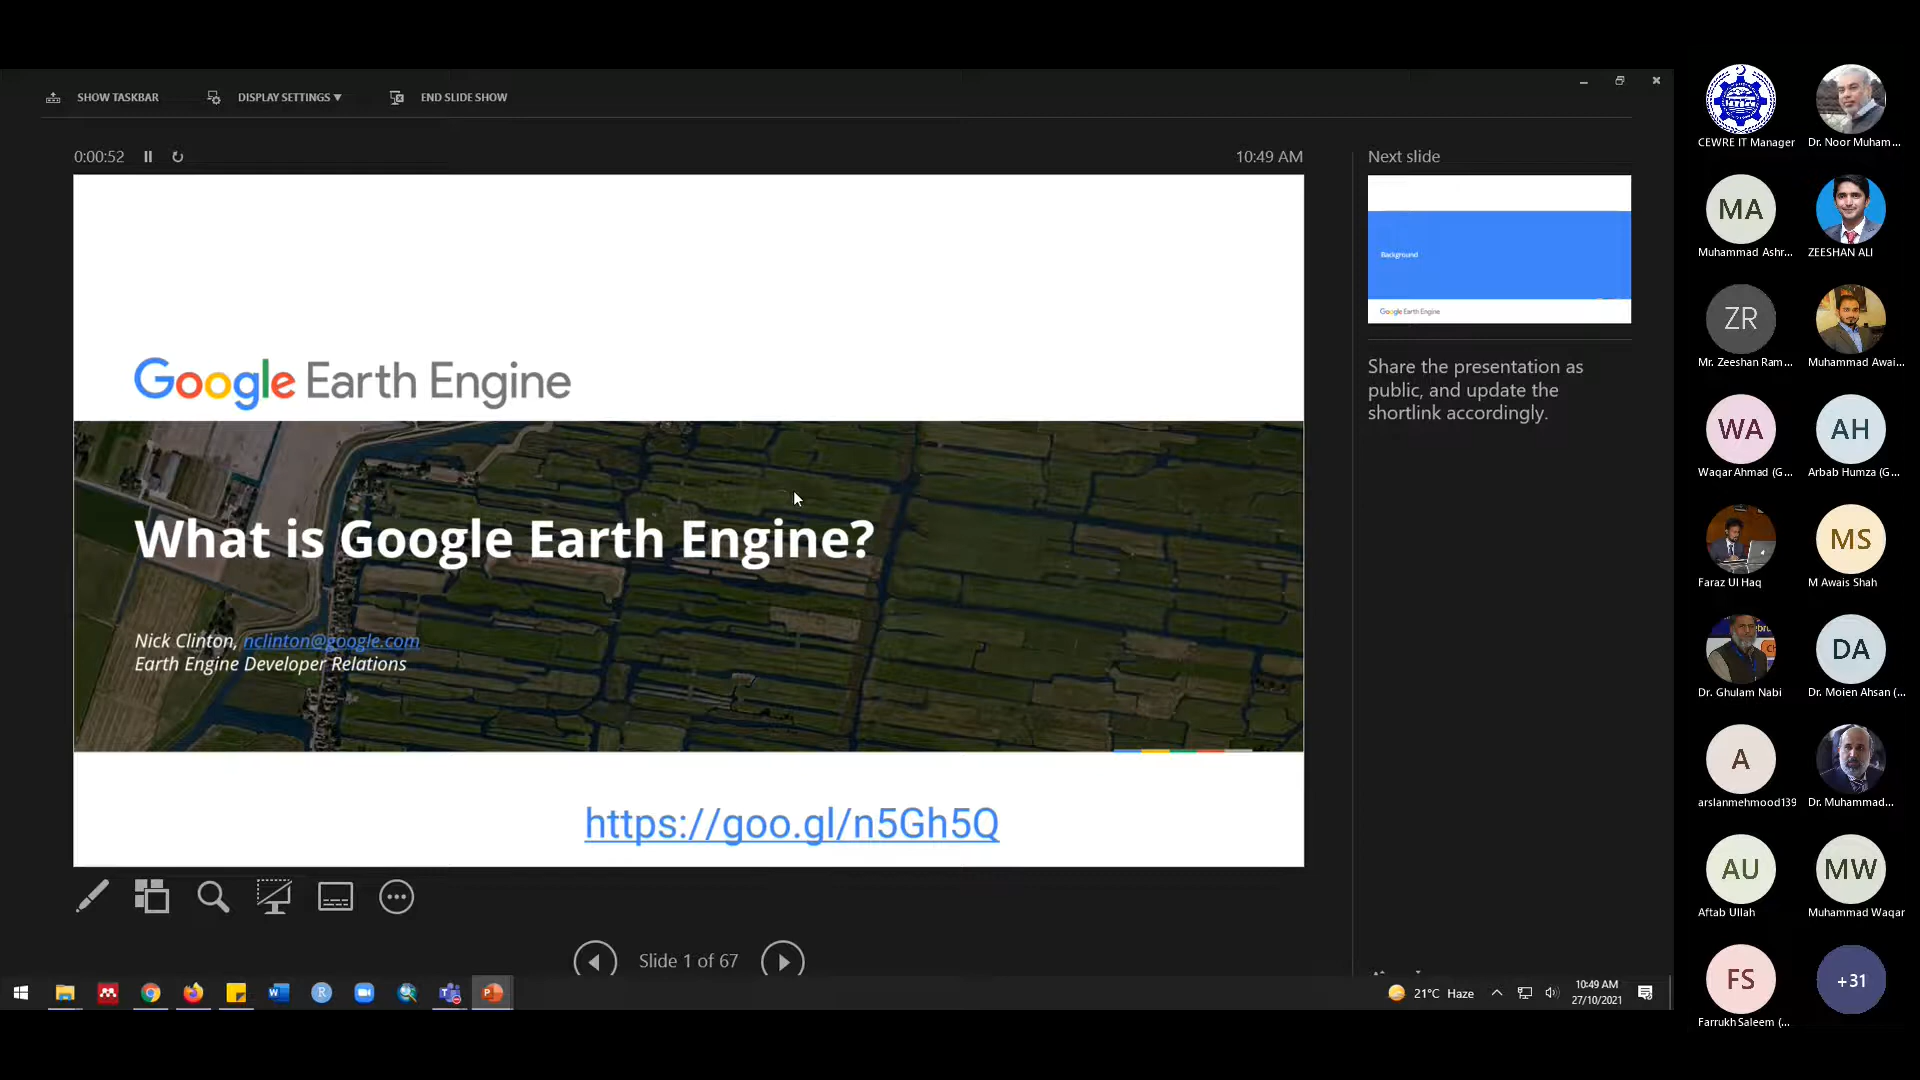 SHOW TASKBAR
DISPLAY SETTINGS ▼
END SLIDE SHOW
0:00:52
10:49 AM
Google Earth Engine
What is Google Earth Engine?
Nick Clinton, nclinton@google.com
Earth Engine Developer Relations
https://goo.gl/n5Gh5Q
Slide 1 of 67
Next slide
Background
Google Earth Engine
Share the presentation as
public, and update the
shortlink accordingly.
21°C Haze
10:49 AM
27/10/2021
CEWRE IT Manager
Dr. Noor Muham...
MA
Muhammad Ashr...
ZEESHAN ALI
ZR
Mr. Zeeshan Ram...
Muhammad Awai...
WA
Waqar Ahmad (G...
AH
Arbab Humza (G...
Faraz Ul Haq
MS
M Awais Shah
Dr. Ghulam Nabi
DA
Dr. Moien Ahsan (...
A
arslanmehmood139
Dr. Muhammad...
AU
Aftab Ullah
MW
Muhammad Waqar
FS
Farrukh Saleem (...
+31